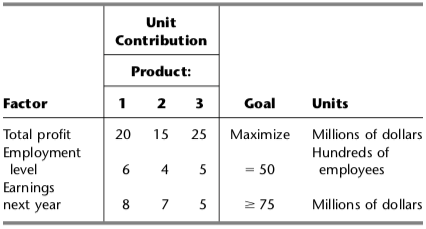 Unit
Contribution
Product:
Factor 1 2 3 Goal Units
Total profit 20 15 25 Maximize Millions of dollars
Employment Hundreds of
level 6 4 5 = 50 employees
Earnings
next year 8 7 5 ≥ 75 Millions of dollars